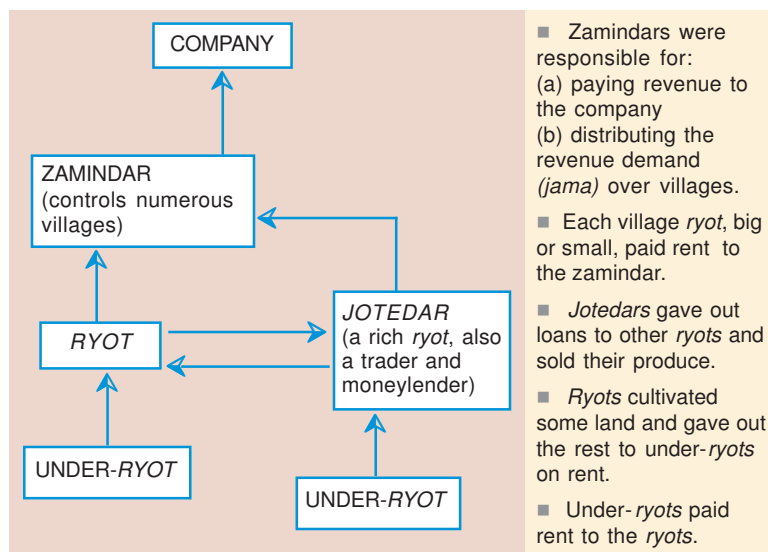 COMPANY
ZAMINDAR
(controls numerous
villages)
JOTEDAR
(a rich ryot, also
a trader and
moneylender)
RYOT
UNDER-RYOT
UNDER-RYOT
■ Zamindars were
responsible for:
(a) paying revenue to
the company
(b) distributing the
revenue demand
(jama) over villages.
■ Each village ryot, big
or small, paid rent to
the zamindar.
■ Jotedars gave out
loans to other ryots and
sold their produce.
■ Ryots cultivated
some land and gave out
the rest to under-ryots
on rent.
■ Under-ryots paid
rent to the ryots.